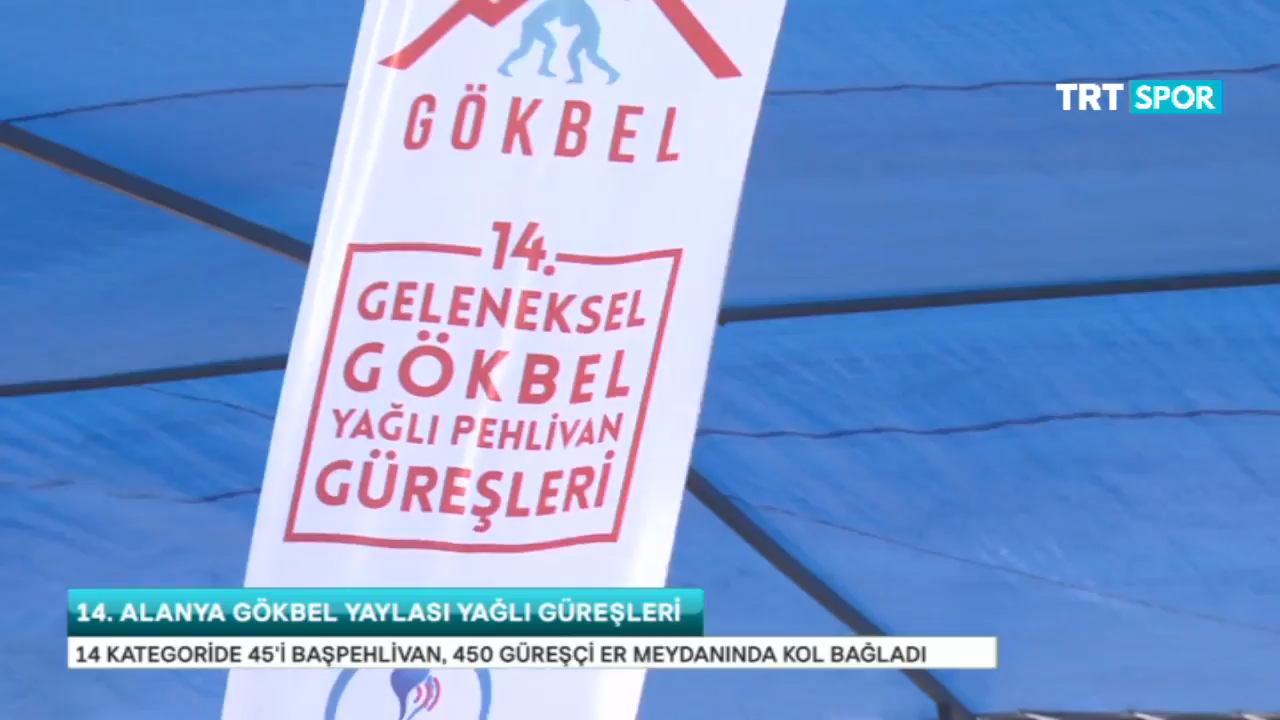 GÖKBEL
TRT SPOR
14.
GELENEKSEL
GÖKBEL
YAĞLI PEHLİVAN
GÜREŞLERİ
14. ALANYA GÖKBEL YAYLASI YAĞLI GÜREŞLERİ
14 KATEGORİDE 45'İ BAŞPEHLİVAN, 450 GÜREŞÇİ ER MEYDANINDA KOL BAĞLADI